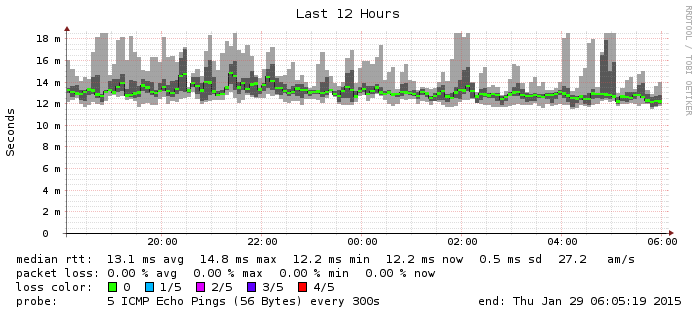 Last 12 Hours
RRDTOOL / TOBI OETIKER
Seconds
18 m
16 m
14 m
12 m
10 m
8 m
6 m
4 m
2 m
0
20:00 22:00 00:00 02:00 04:00 06:00
median rtt: 13.1 ms avg 14.8 ms max 12.2 ms min 12.2 ms now 0.5 ms sd 27.2 am/s
packet loss: 0.00 % avg 0.00 % max 0.00 % min 0.00 % now
loss color: 0 1/5 2/5 3/5 4/5
probe: 5 ICMP Echo Pings (56 Bytes) every 300s end: Thu Jan 29 06:05:19 2015